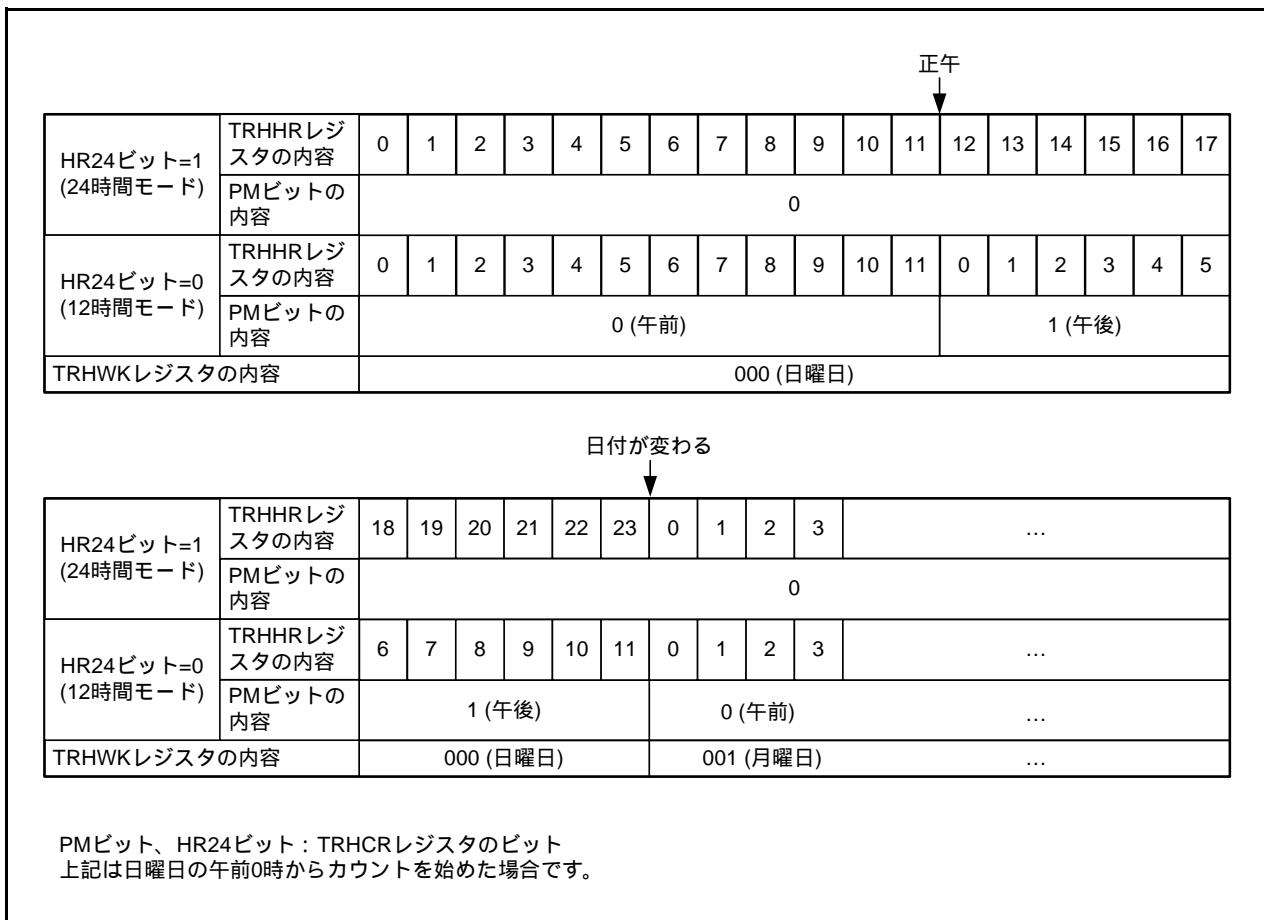 正午
HR24ビット=1
(24時間モード)
TRHHRレジ
スタの内容
0 1 2 3 4 5 6 7 8 9 10 11 12 13 14 15 16 17
PMビットの
内容
0
HR24ビット=0
(12時間モード)
TRHHRレジ
スタの内容
0 1 2 3 4 5 6 7 8 9 10 11 0 1 2 3 4 5
PMビットの
内容
0 (午前) 1 (午後)
TRHWKレジスタの内容 000 (日曜日)
日付が変わる
HR24ビット=1
(24時間モード)
TRHHRレジ
スタの内容
18 19 20 21 22 23 0 1 2 3 …
PMビットの
内容
0
HR24ビット=0
(12時間モード)
TRHHRレジ
スタの内容
6 7 8 9 10 11 0 1 2 3 …
PMビットの
内容
1 (午後) 0 (午前) …
TRHWKレジスタの内容 000 (日曜日) 001 (月曜日) …
PMビット、HR24ビット : TRHCRレジスタのビット
上記は日曜日の午前0時からカウントを始めた場合です。